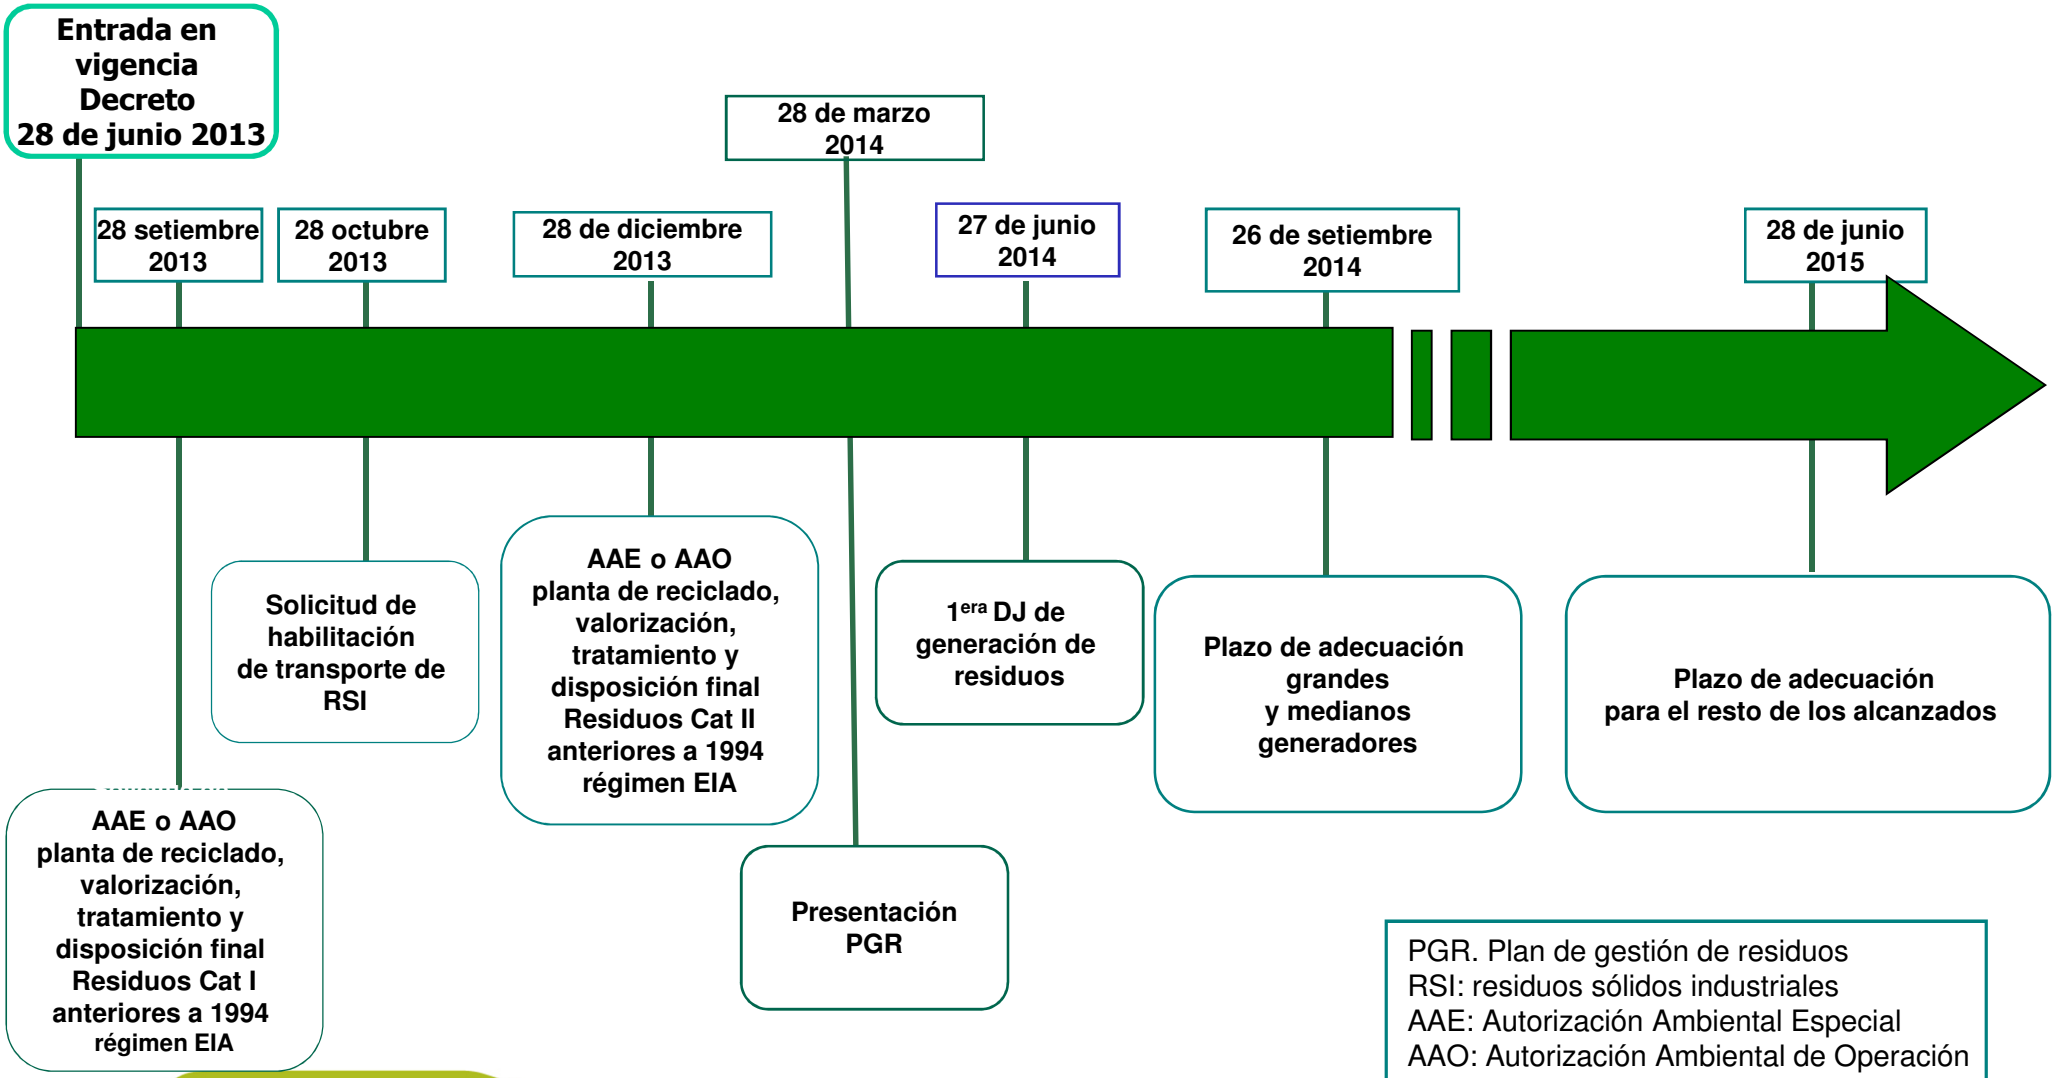 Entrada en
vigencia
Decreto
28 de junio 2013
28 setiembre
2013
28 octubre
2013
28 de diciembre
2013
28 de marzo
2014
27 de junio
2014
26 de setiembre
2014
28 de junio
2015
AAE o AAO
planta de reciclado,
valorización,
tratamiento y
disposición final
Residuos Cat I
anteriores a 1994
régimen EIA
Solicitud de
habilitación
de transporte de
RSI
AAE o AAO
planta de reciclado,
valorización,
tratamiento y
disposición final
Residuos Cat II
anteriores a 1994
régimen EIA
Presentación
PGR
1era DJ de
generación de
residuos
Plazo de adecuación
grandes
y medianos
generadores
Plazo de adecuación
para el resto de los alcanzados
PGR. Plan de gestión de residuos
RSI: residuos sólidos industriales
AAE: Autorización Ambiental Especial
AAO: Autorización Ambiental de Operación